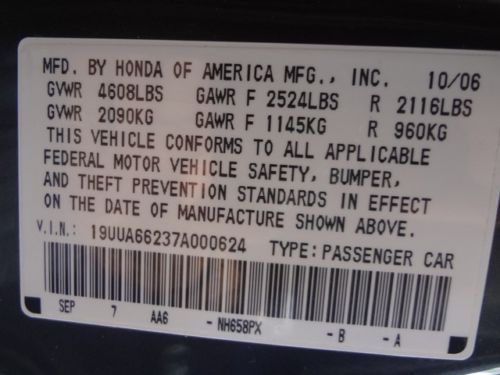 MFD. BY HONDA OF AMERICA MFG., INC. 10/06
GVWR 4608LBS GAWR F 2524LBS R 2116LBS
GVWR 2090KG GAWR F 1145KG R 960KG
THIS VEHICLE CONFORMS TO ALL APPLICABLE
FEDERAL MOTOR VEHICLE SAFETY, BUMPER,
AND THEFT PREVENTION STANDARDS IN EFFECT
ON THE DATE OF MANUFACTURE SHOWN ABOVE.
V.I.N.: 19UUA66237A000624 TYPE:PASSENGER CAR
SEP 7 AA6 -NH658PX -B -A